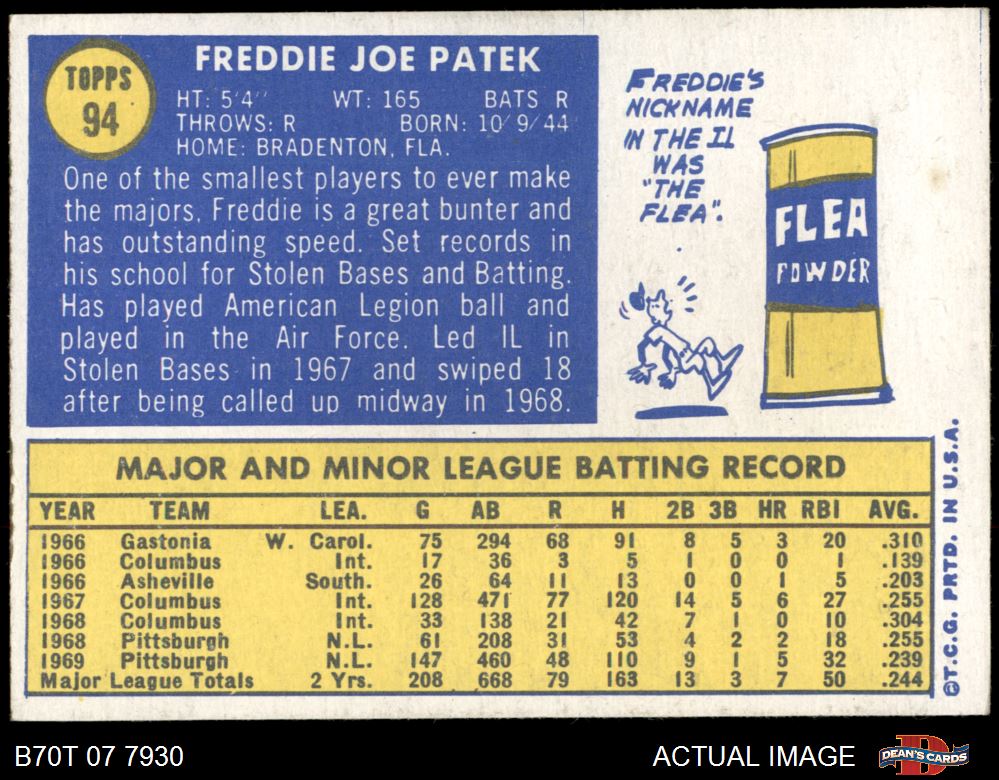 TOPPS
94
FREDDIE JOE PATEK
HT: 5'4" WT: 165 BATS R
THROWS: R BORN: 10/9/44
HOME: BRADENTON, FLA.
One of the smallest players to ever make
the majors, Freddie is a great bunter and
has outstanding speed. Set records in
his school for Stolen Bases and Batting.
Has played American Legion ball and
played in the Air Force. Led IL in
Stolen Bases in 1967 and swiped 18
after being called up midway in 1968.
FREDDIE'S
NICKNAME
IN THE IL
WAS
"THE
FLEA".
FLEA
POWDER
MAJOR AND MINOR LEAGUE BATTING RECORD
YEAR TEAM LEA. G AB R H 2B 3B HR RBI AVG.
1966 Gastonia W. Carol. 75 294 68 91 8 5 3 20 .310
1966 Columbus Int. 17 36 3 5 1 0 0 1 .139
1966 Asheville South. 26 64 11 13 0 0 1 5 .203
1967 Columbus Int. 128 471 77 120 14 5 6 27 .255
1968 Columbus Int. 33 138 21 42 7 1 0 10 .304
1968 Pittsburgh N.L. 61 208 31 53 4 2 2 18 .255
1969 Pittsburgh N.L. 147 460 48 110 9 1 5 32 .239
Major League Totals 2 Yrs. 208 668 79 163 13 3 7 50 .244
©T.C.G. PRTD. IN U.S.A.
B70T 07 7930
ACTUAL IMAGE
DEAN'S CARDS